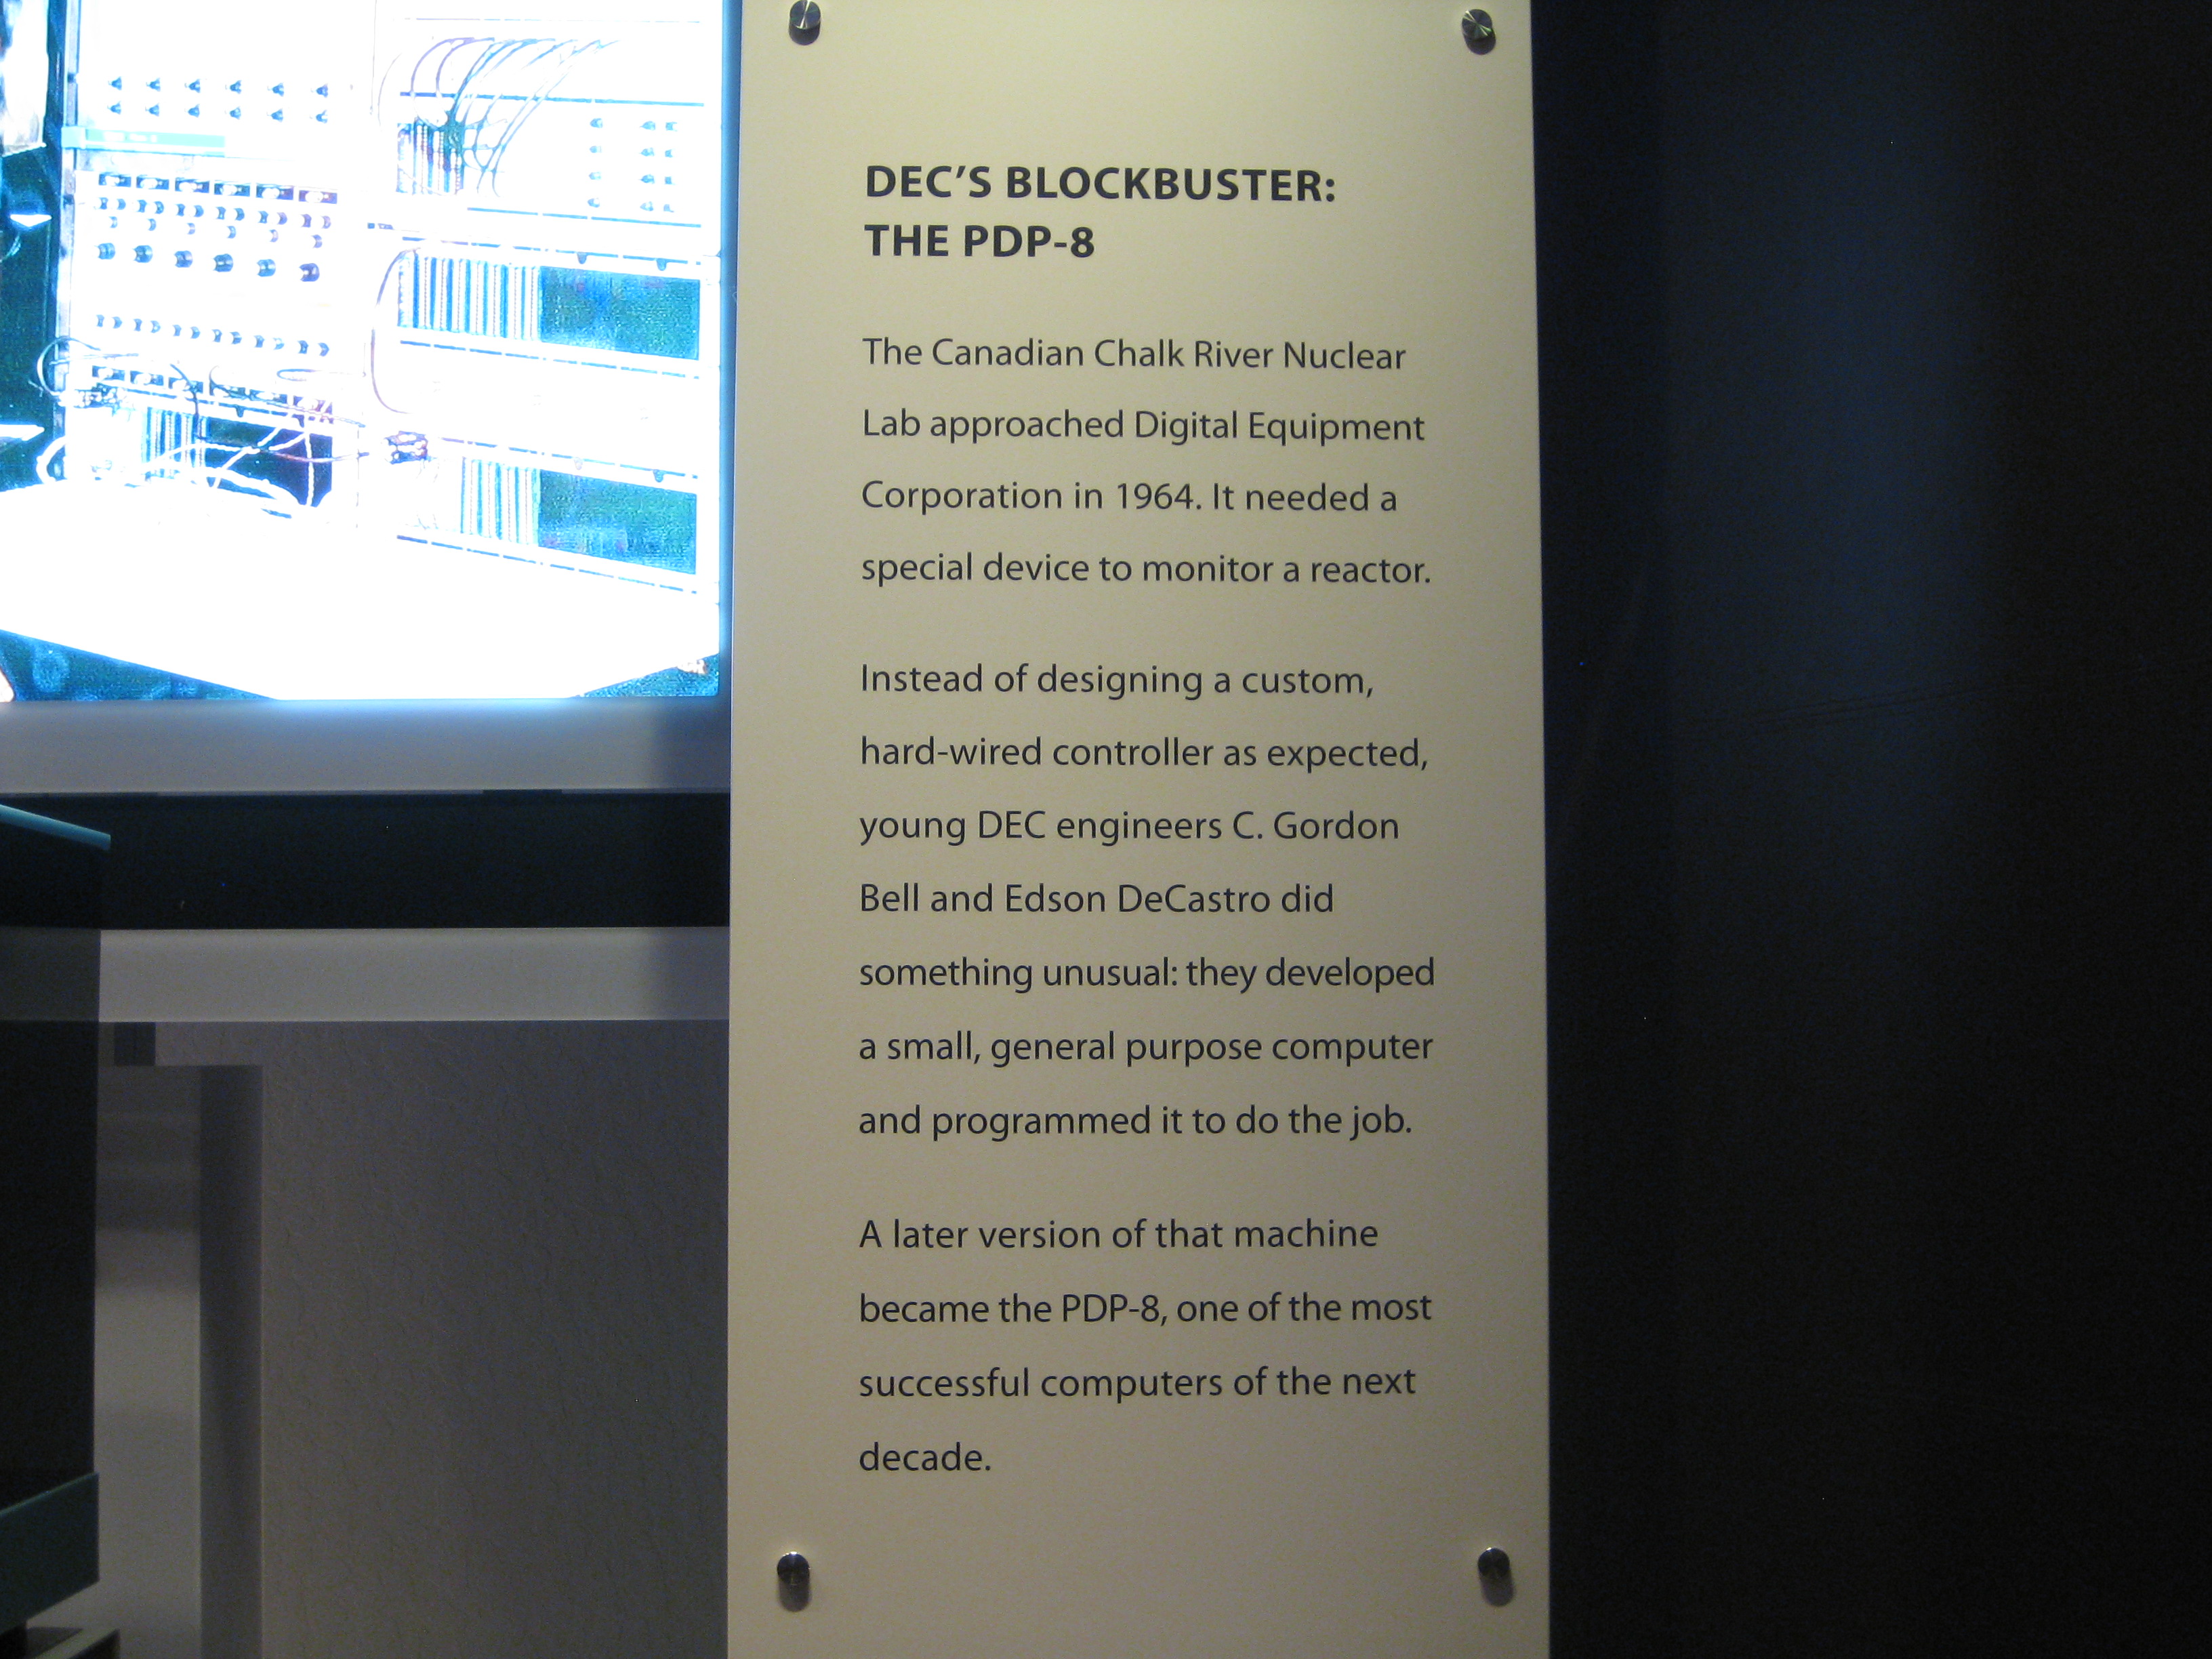 DEC’S BLOCKBUSTER:
THE PDP-8
The Canadian Chalk River Nuclear
Lab approached Digital Equipment
Corporation in 1964. It needed a
special device to monitor a reactor.
Instead of designing a custom,
hard-wired controller as expected,
young DEC engineers C. Gordon
Bell and Edson DeCastro did
something unusual: they developed
a small, general purpose computer
and programmed it to do the job.
A later version of that machine
became the PDP-8, one of the most
successful computers of the next
decade.